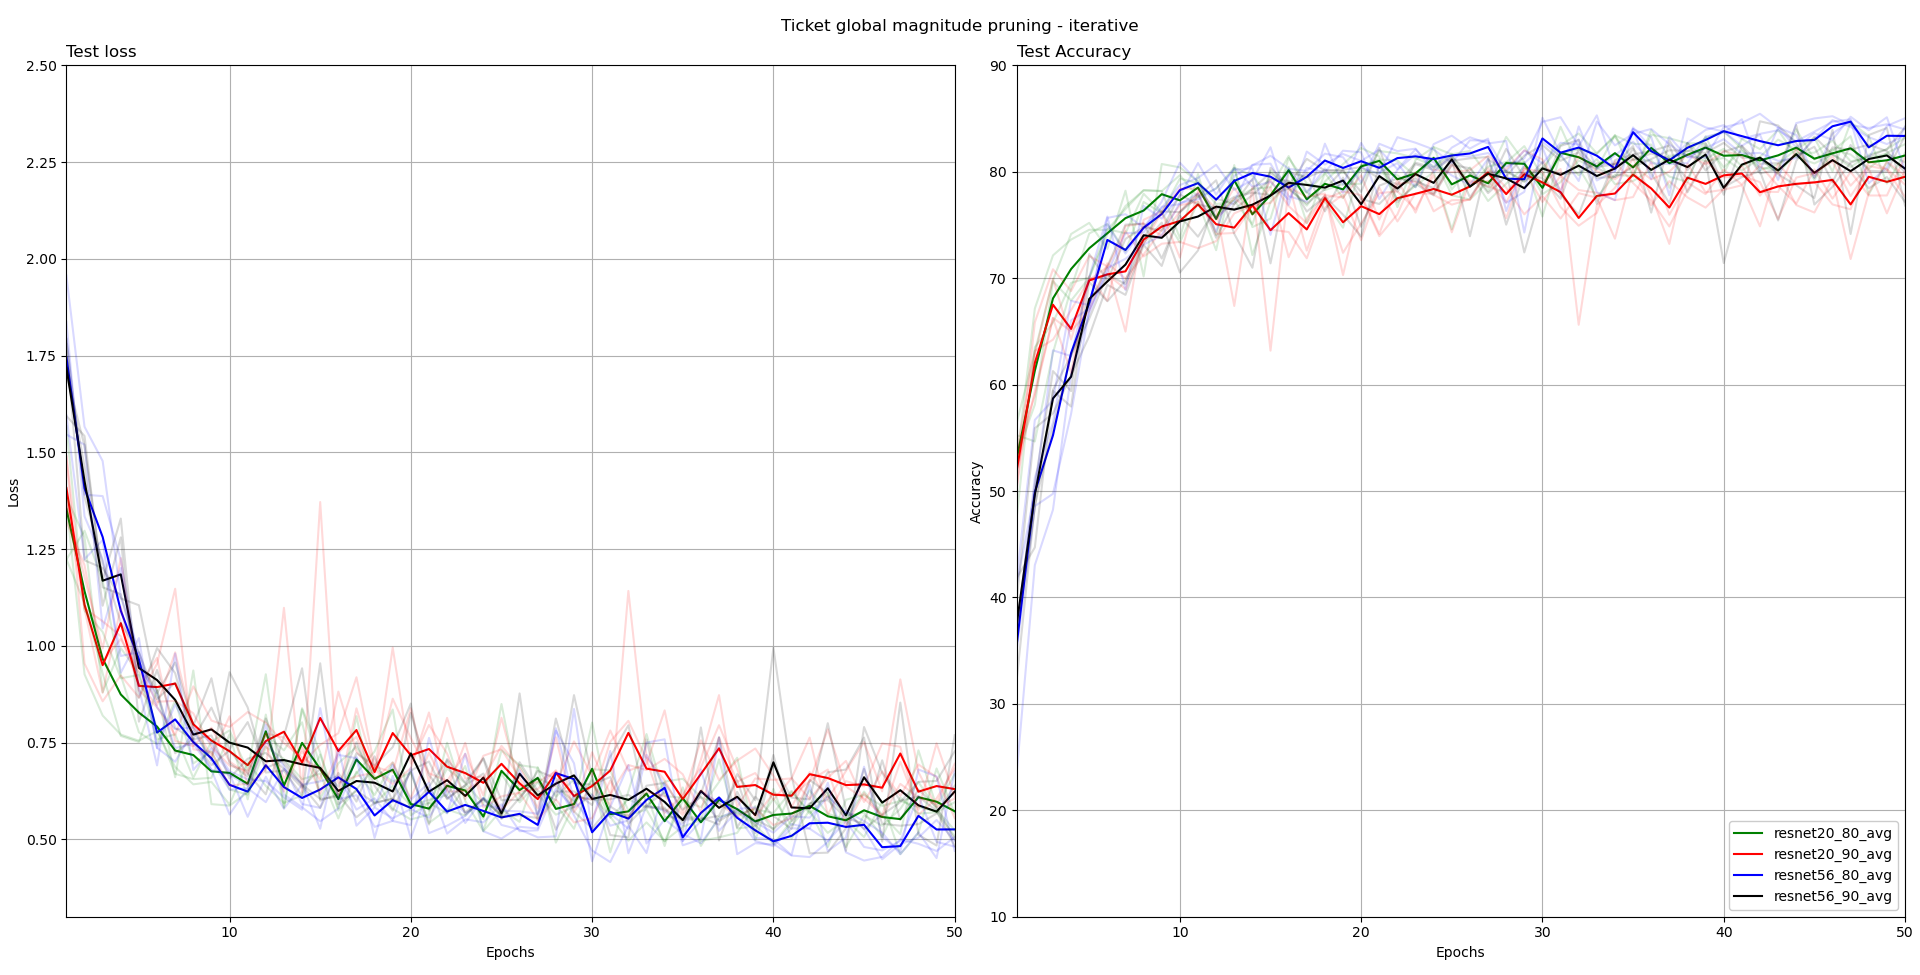 Ticket global magnitude pruning - iterative
Test loss
2.50
2.25
2.00
1.75
1.50
1.25
1.00
0.75
0.50
Loss
10 20 30 40 50
Epochs
Test Accuracy
90
80
70
60
50
40
30
20
10
Accuracy
10 20 30 40 50
Epochs
resnet20_80_avg
resnet20_90_avg
resnet56_80_avg
resnet56_90_avg